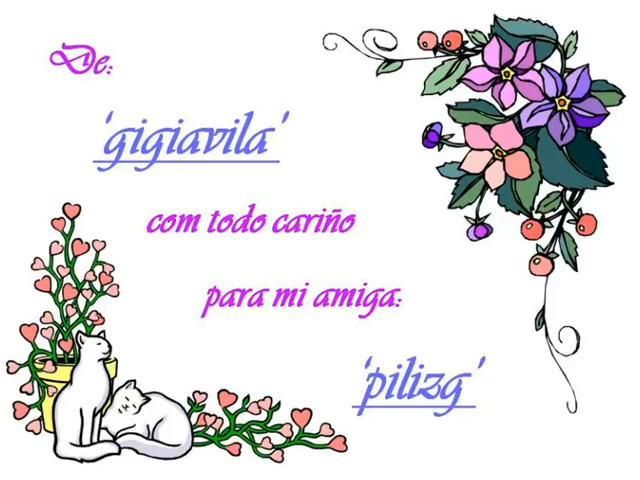 De:
'gigiavila'
com todo cariño
para mi amiga:
'pilizg'